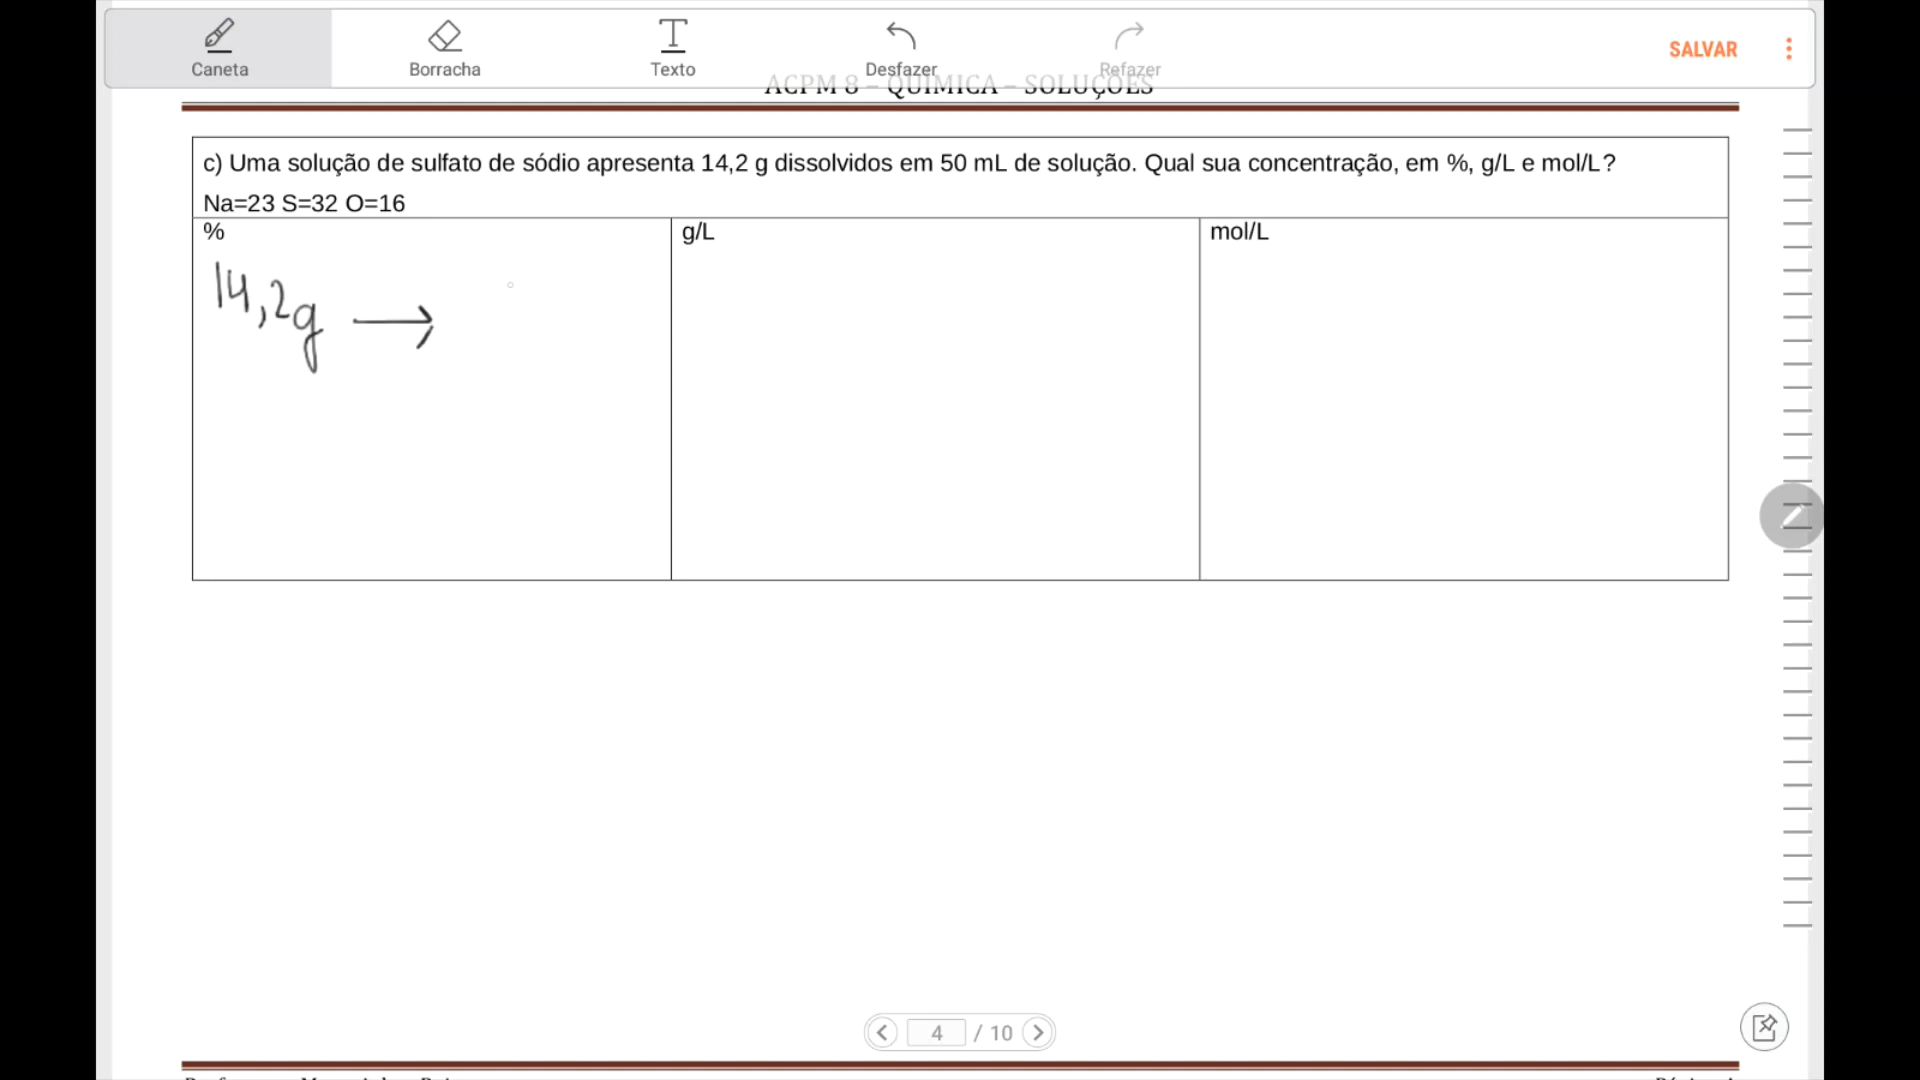 Caneta
Borracha
Texto
Desfazer
Refazer
SALVAR
ACPM 8 – QUÍMICA – SOLUÇÕES
c) Uma solução de sulfato de sódio apresenta 14,2 g dissolvidos em 50 mL de solução. Qual sua concentração, em %, g/L e mol/L?
Na=23 S=32 O=16
%
g/L
mol/L
14,2g →
4 / 10